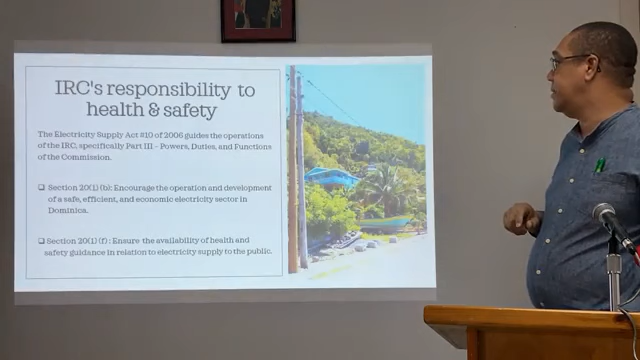 IRC's responsibility to
health & safety
The Electricity Supply Act #10 of 2006 guides the operations
of the IRC, specifically Part III – Powers, Duties, and Functions
of the Commission.
❑ Section 20(1) (b): Encourage the operation and development
of a safe, efficient, and economic electricity sector in
Dominica.
❑ Section 20(1) (f) : Ensure the availability of health and
safety guidance in relation to electricity supply to the public.